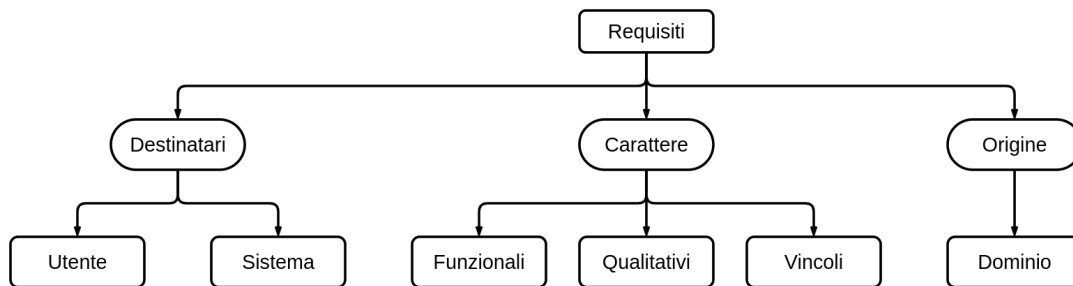 Requisiti
Destinatari
Carattere
Origine
Utente
Sistema
Funzionali
Qualitativi
Vincoli
Dominio